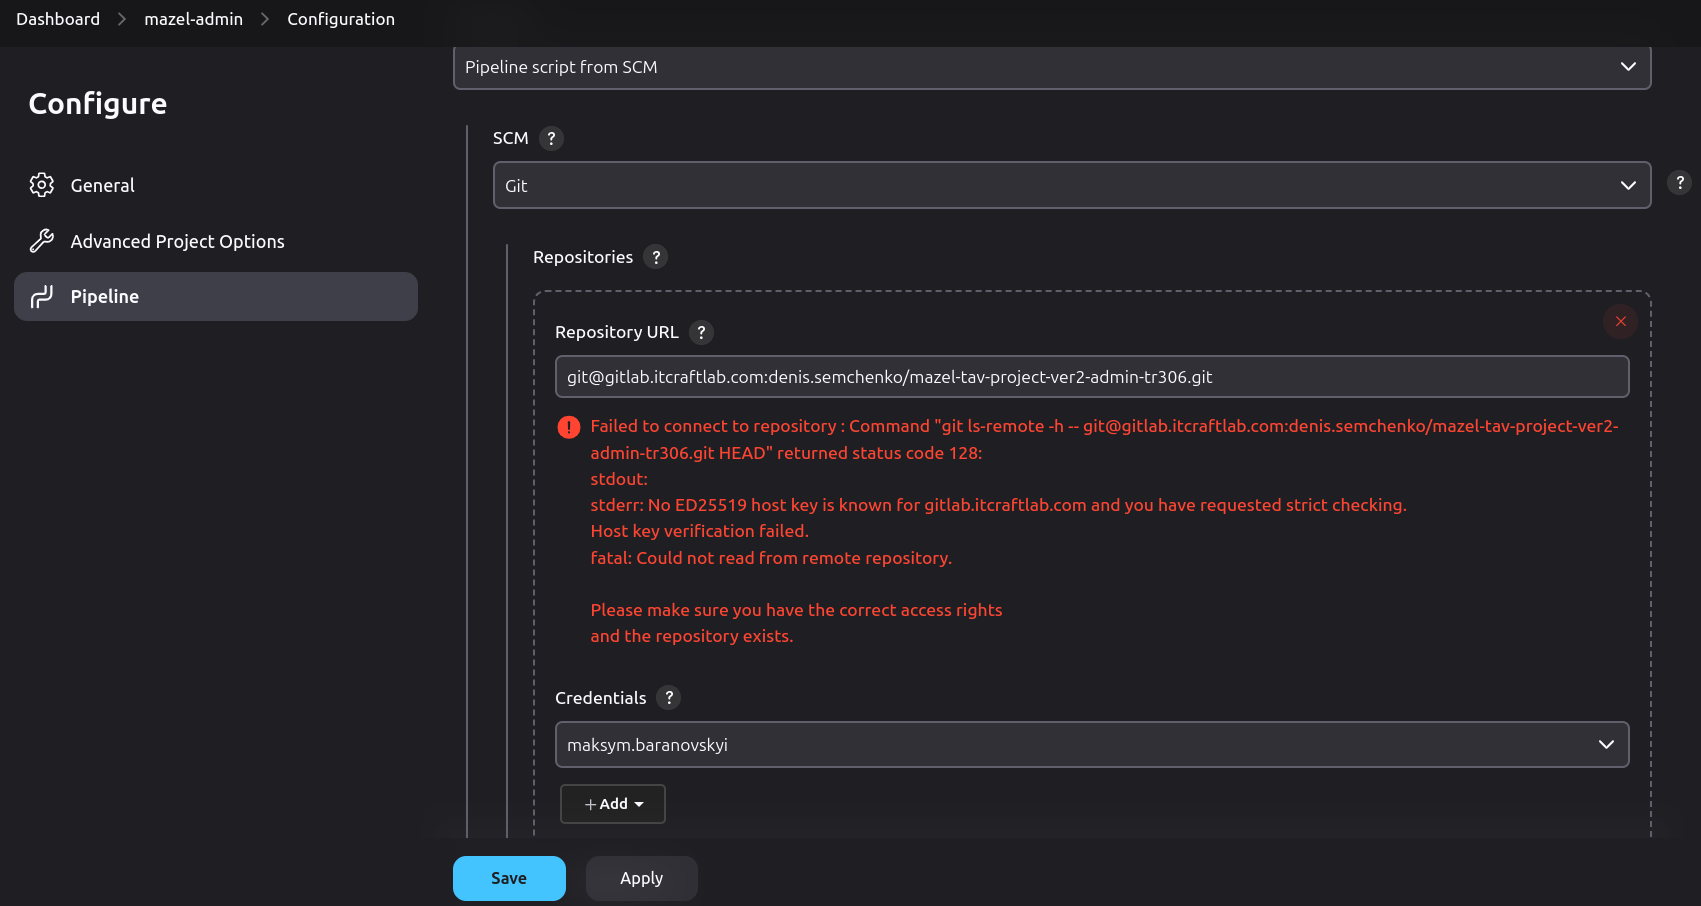 Dashboard > mazel-admin > Configuration
Configure
General
Advanced Project Options
Pipeline
Pipeline script from SCM
SCM ?
Git
?
Repositories ?
Repository URL ?
git@gitlab.itcraftlab.com:denis.semchenko/mazel-tav-project-ver2-admin-tr306.git
Failed to connect to repository : Command "git ls-remote -h -- git@gitlab.itcraftlab.com:denis.semchenko/mazel-tav-project-ver2-
admin-tr306.git HEAD" returned status code 128:
stdout:
stderr: No ED25519 host key is known for gitlab.itcraftlab.com and you have requested strict checking.
Host key verification failed.
fatal: Could not read from remote repository.
Please make sure you have the correct access rights
and the repository exists.
Credentials ?
maksym.baranovskyi
+ Add
Save
Apply